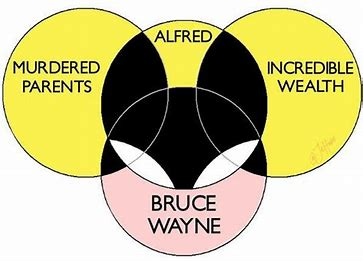 ALFRED
MURDERED
PARENTS
INCREDIBLE
WEALTH
BRUCE
WAYNE